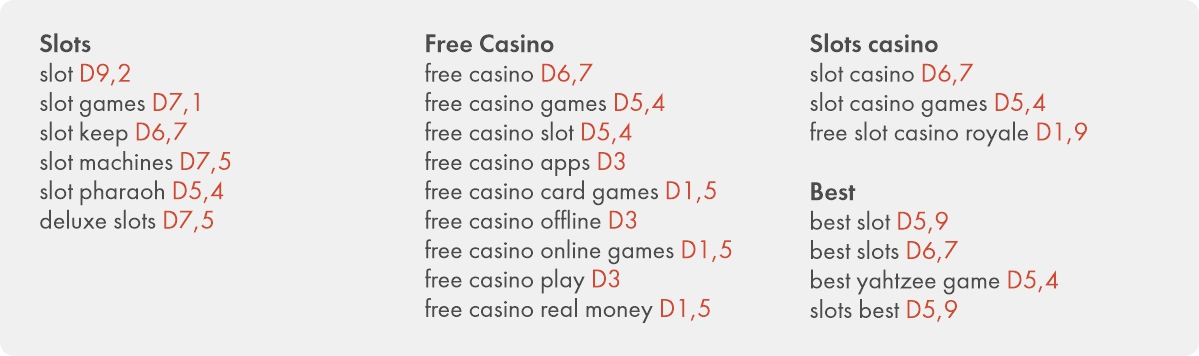 Slots
slot D9,2
slot games D7,1
slot keep D6,7
slot machines D7,5
slot pharaoh D5,4
deluxe slots D7,5
Free Casino
free casino D6,7
free casino games D5,4
free casino slot D5,4
free casino apps D3
free casino card games D1,5
free casino offline D3
free casino online games D1,5
free casino play D3
free casino real money D1,5
Slots casino
slot casino D6,7
slot casino games D5,4
free slot casino royale D1,9
Best
best slot D5,9
best slots D6,7
best yahtzee game D5,4
slots best D5,9